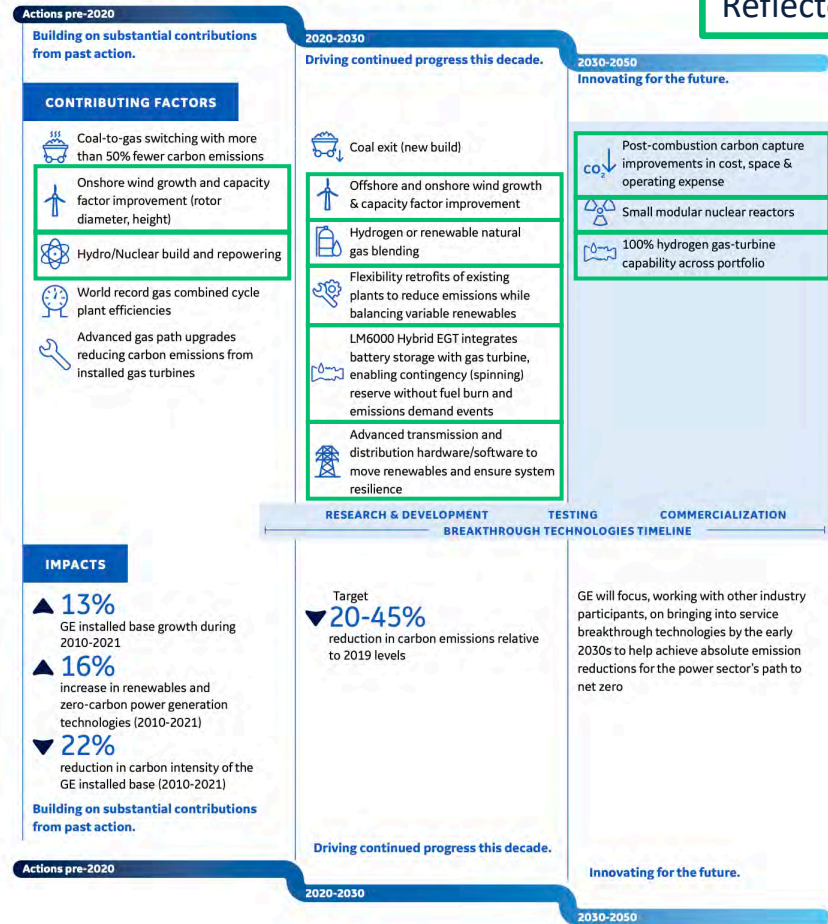 Actions pre-2020
Building on substantial contributions
from past action.
2020-2030
Driving continued progress this decade.
2030-2050
Innovating for the future.
CONTRIBUTING FACTORS
Coal-to-gas switching with more
than 50% fewer carbon emissions
Onshore wind growth and capacity
factor improvement (rotor
diameter, height)
Hydro/Nuclear build and repowering
World record gas combined cycle
plant efficiencies
Advanced gas path upgrades
reducing carbon emissions from
installed gas turbines
Coal exit (new build)
Offshore and onshore wind growth
& capacity factor improvement
Hydrogen or renewable natural
gas blending
Flexibility retrofits of existing
plants to reduce emissions while
balancing variable renewables
LM6000 Hybrid EGT integrates
battery storage with gas turbine,
enabling contingency (spinning)
reserve without fuel burn and
emissions demand events
Advanced transmission and
distribution hardware/software to
move renewables and ensure system
resilience
CO2
Post-combustion carbon capture
improvements in cost, space &
operating expense
Small modular nuclear reactors
100% hydrogen gas-turbine
capability across portfolio
RESEARCH & DEVELOPMENT TESTING COMMERCIALIZATION
BREAKTHROUGH TECHNOLOGIES TIMELINE
IMPACTS
13%
GE installed base growth during
2010-2021
16%
increase in renewables and
zero-carbon power generation
technologies (2010-2021)
22%
reduction in carbon intensity of the
GE installed base (2010-2021)
Building on substantial contributions
from past action.
Target
20-45%
reduction in carbon emissions relative
to 2019 levels
Driving continued progress this decade.
GE will focus, working with other industry
participants, on bringing into service
breakthrough technologies by the early
2030s to help achieve absolute emission
reductions for the power sector's path to
net zero
Innovating for the future.
Actions pre-2020
2020-2030
2030-2050